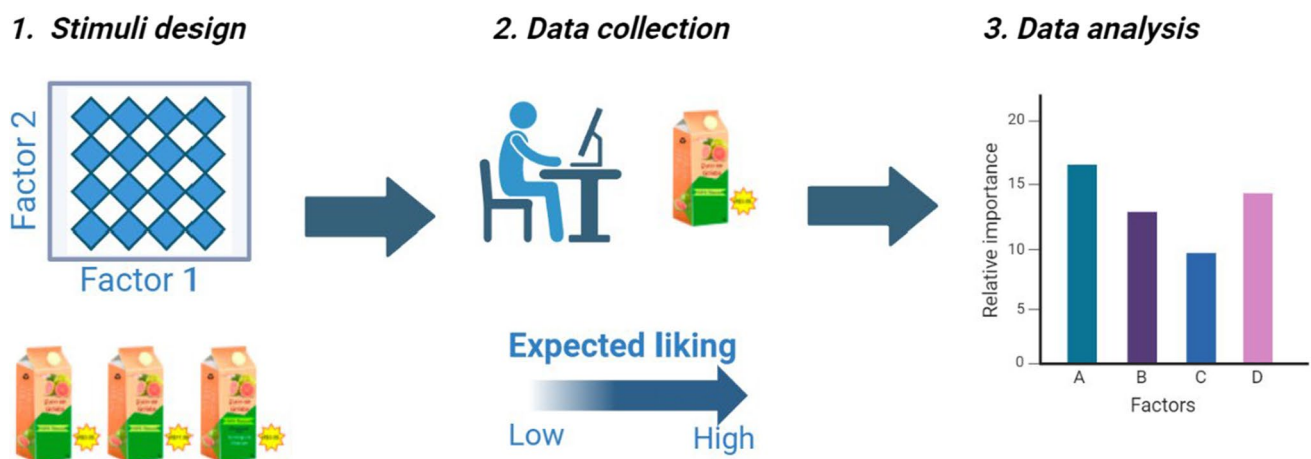 1. Stimuli design
2. Data collection
3. Data analysis
Factor 2
Factor 1
Expected liking
Low
High
Relative importance
20
15
10
5
0
A
B
C
D
Factors